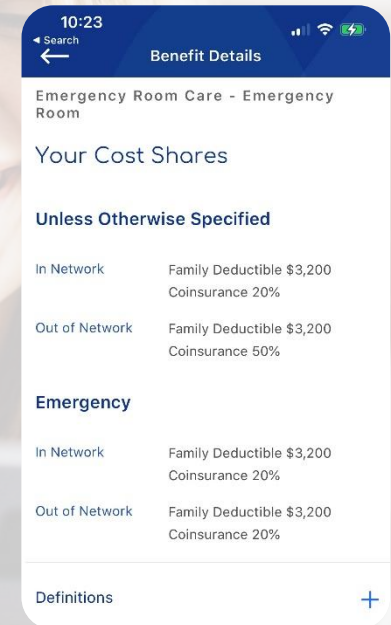 10:23
◄ Search
Benefit Details
Emergency Room Care - Emergency
Room
Your Cost Shares
Unless Otherwise Specified
In Network Family Deductible $3,200
Coinsurance 20%
Out of Network Family Deductible $3,200
Coinsurance 50%
Emergency
In Network Family Deductible $3,200
Coinsurance 20%
Out of Network Family Deductible $3,200
Coinsurance 20%
Definitions